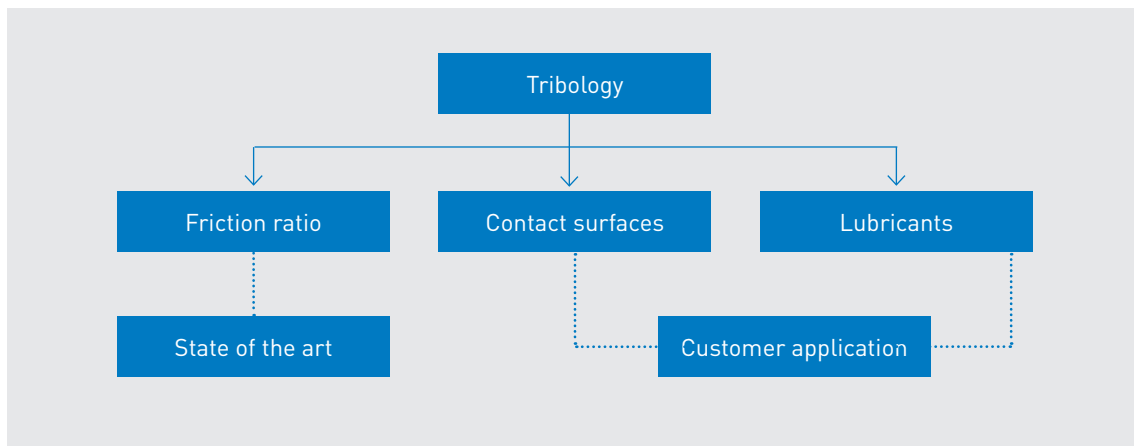 Tribology
Friction ratio
Contact surfaces
Lubricants
State of the art
Customer application